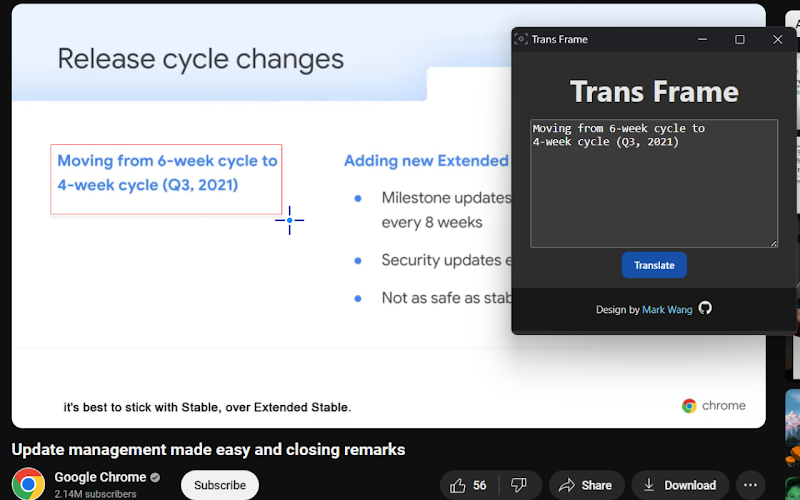 Release cycle changes
Moving from 6-week cycle to
4-week cycle (Q3, 2021)
Adding new Extended
Milestone updates
every 8 weeks
Security updates
Not as safe as
it's best to stick with Stable, over Extended Stable.
chrome
Trans Frame
Trans Frame
Moving from 6-week cycle to
4-week cycle (Q3, 2021)
Translate
Design by Mark Wang
Update management made easy and closing remarks
Google Chrome
2.14M subscribers
Subscribe
56
Share
Download